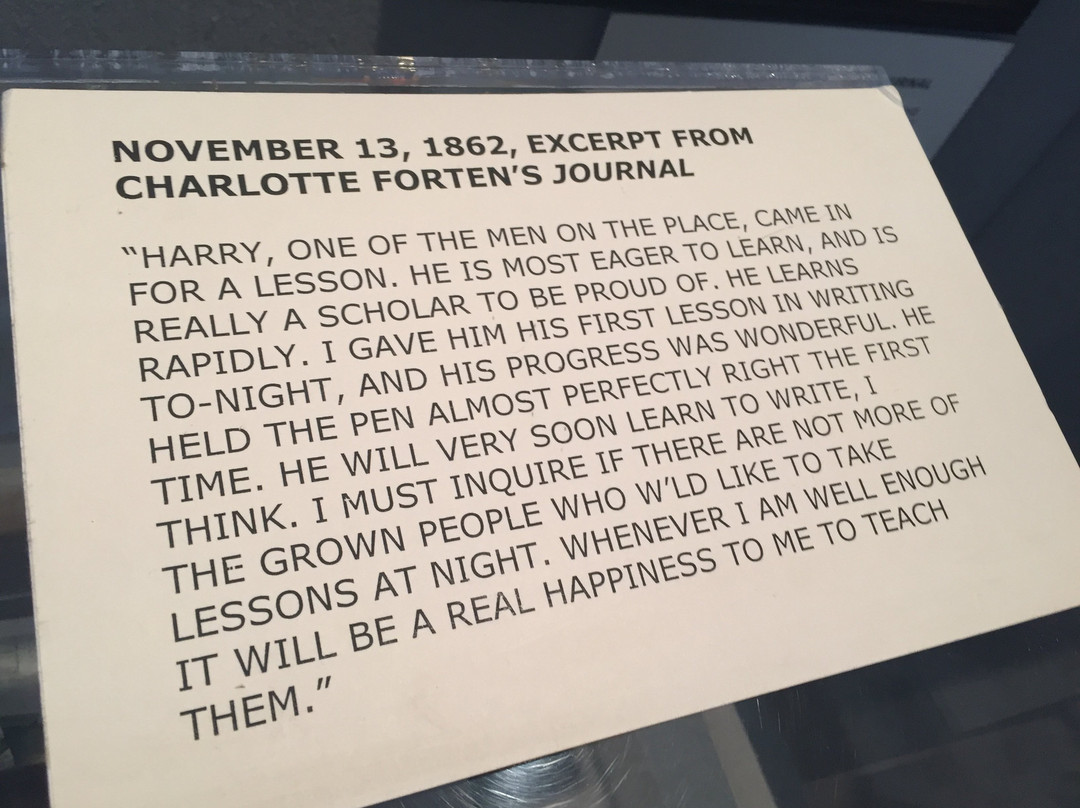 NOVEMBER 13, 1862, EXCERPT FROM
CHARLOTTE FORTEN'S JOURNAL
“HARRY, ONE OF THE MEN ON THE PLACE, CAME IN
FOR A LESSON. HE IS MOST EAGER TO LEARN, AND IS
REALLY A SCHOLAR TO BE PROUD OF. HE LEARNS
RAPIDLY. I GAVE HIM HIS FIRST LESSON IN WRITING
TO-NIGHT, AND HIS PROGRESS WAS WONDERFUL. HE
HELD THE PEN ALMOST PERFECTLY RIGHT THE FIRST
TIME. HE WILL VERY SOON LEARN TO WRITE, I
THINK. I MUST INQUIRE IF THERE ARE NOT MORE OF
THE GROWN PEOPLE WHO W'LD LIKE TO TAKE
LESSONS AT NIGHT. WHENEVER I AM WELL ENOUGH
IT WILL BE A REAL HAPPINESS TO ME TO TEACH
THEM.”